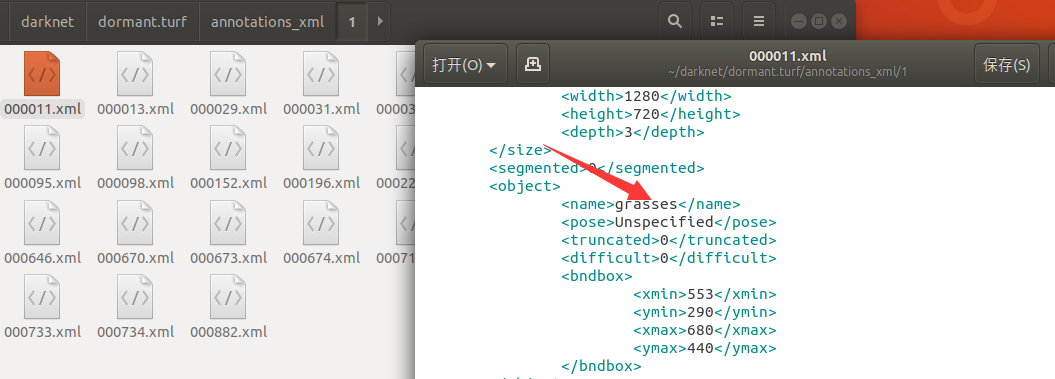 darknet dormant.turf annotations_xml 1
000011.xml 000013.xml 000029.xml 000031.xml 00003
000095.xml 000098.xml 000152.xml 000196.xml 00022
000646.xml 000670.xml 000673.xml 000674.xml 00071
000733.xml 000734.xml 000882.xml
打开(O)
000011.xml
~/darknet/dormant.turf/annotations_xml/1
保存(S)
<width>1280</width>
<height>720</height>
<depth>3</depth>
</size>
<segmented>0</segmented>
<object>
<name>grasses</name>
<pose>Unspecified</pose>
<truncated>0</truncated>
<difficult>0</difficult>
<bndbox>
<xmin>553</xmin>
<ymin>290</ymin>
<xmax>680</xmax>
<ymax>440</ymax>
</bndbox>